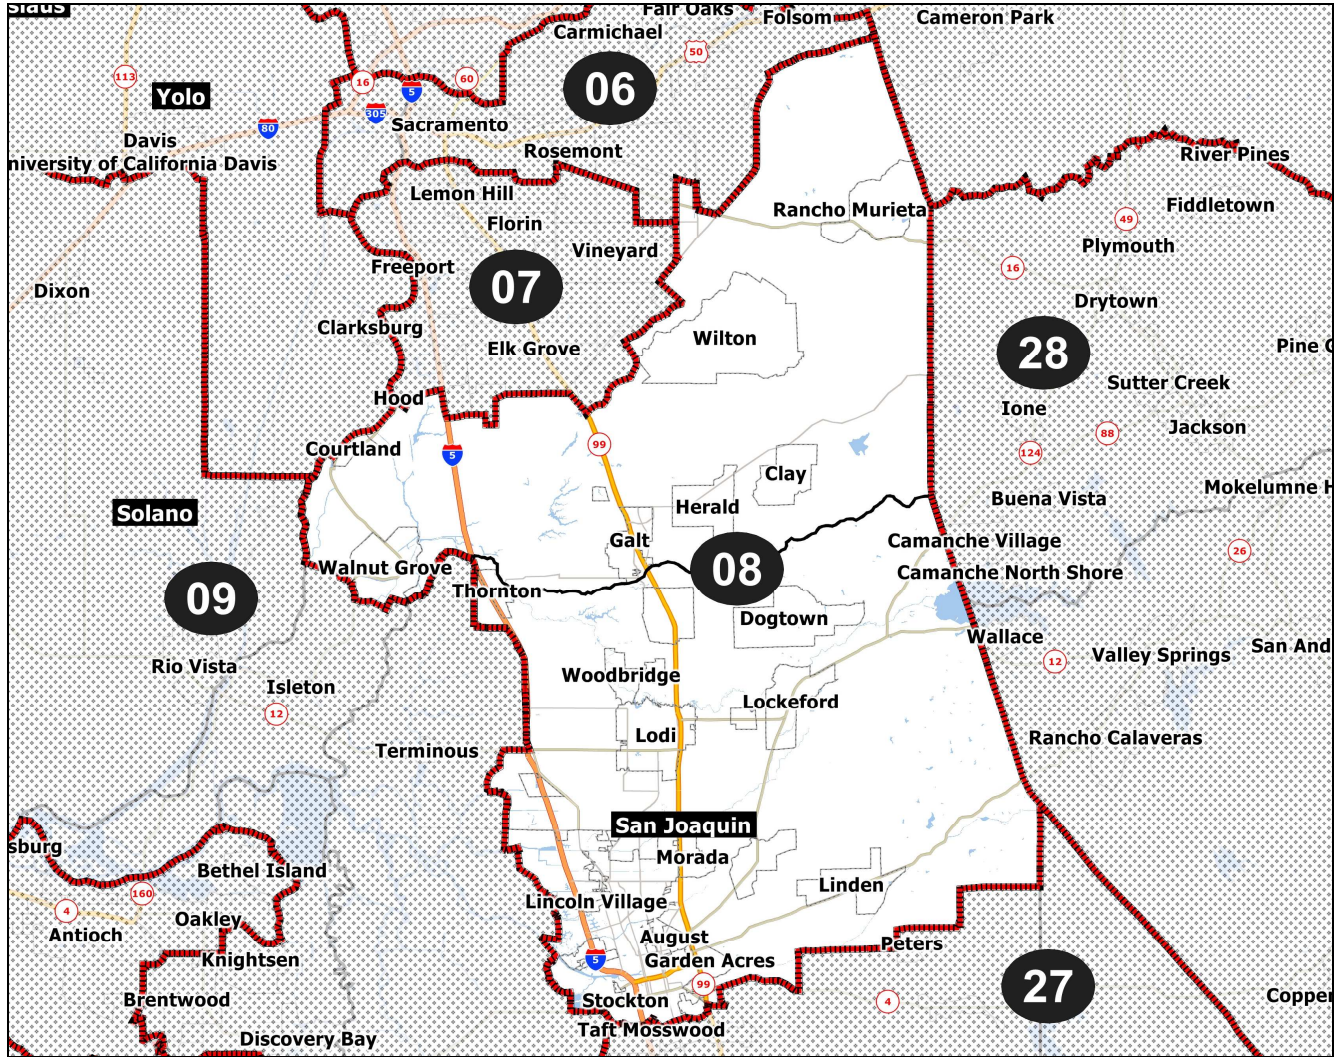 slaus
Fair Oaks
Folsom
Cameron Park
Carmichael
50
113
16
60
06
5
Yolo
305
80
Sacramento
Davis
Rosemont
niversity of California Davis
River Pines
Lemon Hill
Fiddletown
Rancho Murieta
49
Florin
Plymouth
Vineyard
Freeport
16
07
Dixon
Drytown
Clarksburg
Wilton
Elk Grove
28
Pine
Sutter Creek
Hood
Ione
Jackson
88
99
Courtland
5
124
Clay
Mokelumne H
Buena Vista
Herald
Solano
Galt
Camanche Village
26
Walnut Grove
08
Camanche North Shore
09
Thornton
Dogtown
Wallace
San And
Valley Springs
12
Rio Vista
Woodbridge
Isleton
Lockeford
12
Lodi
Rancho Calaveras
Terminous
San Joaquin
sburg
Morada
Bethel Island
Linden
160
Lincoln Village
4
Oakley
Antioch
August
Peters
Knightsen
5
Garden Acres
99
27
Brentwood
Stockton
4
Copper
Taft Mosswood
Discovery Bay